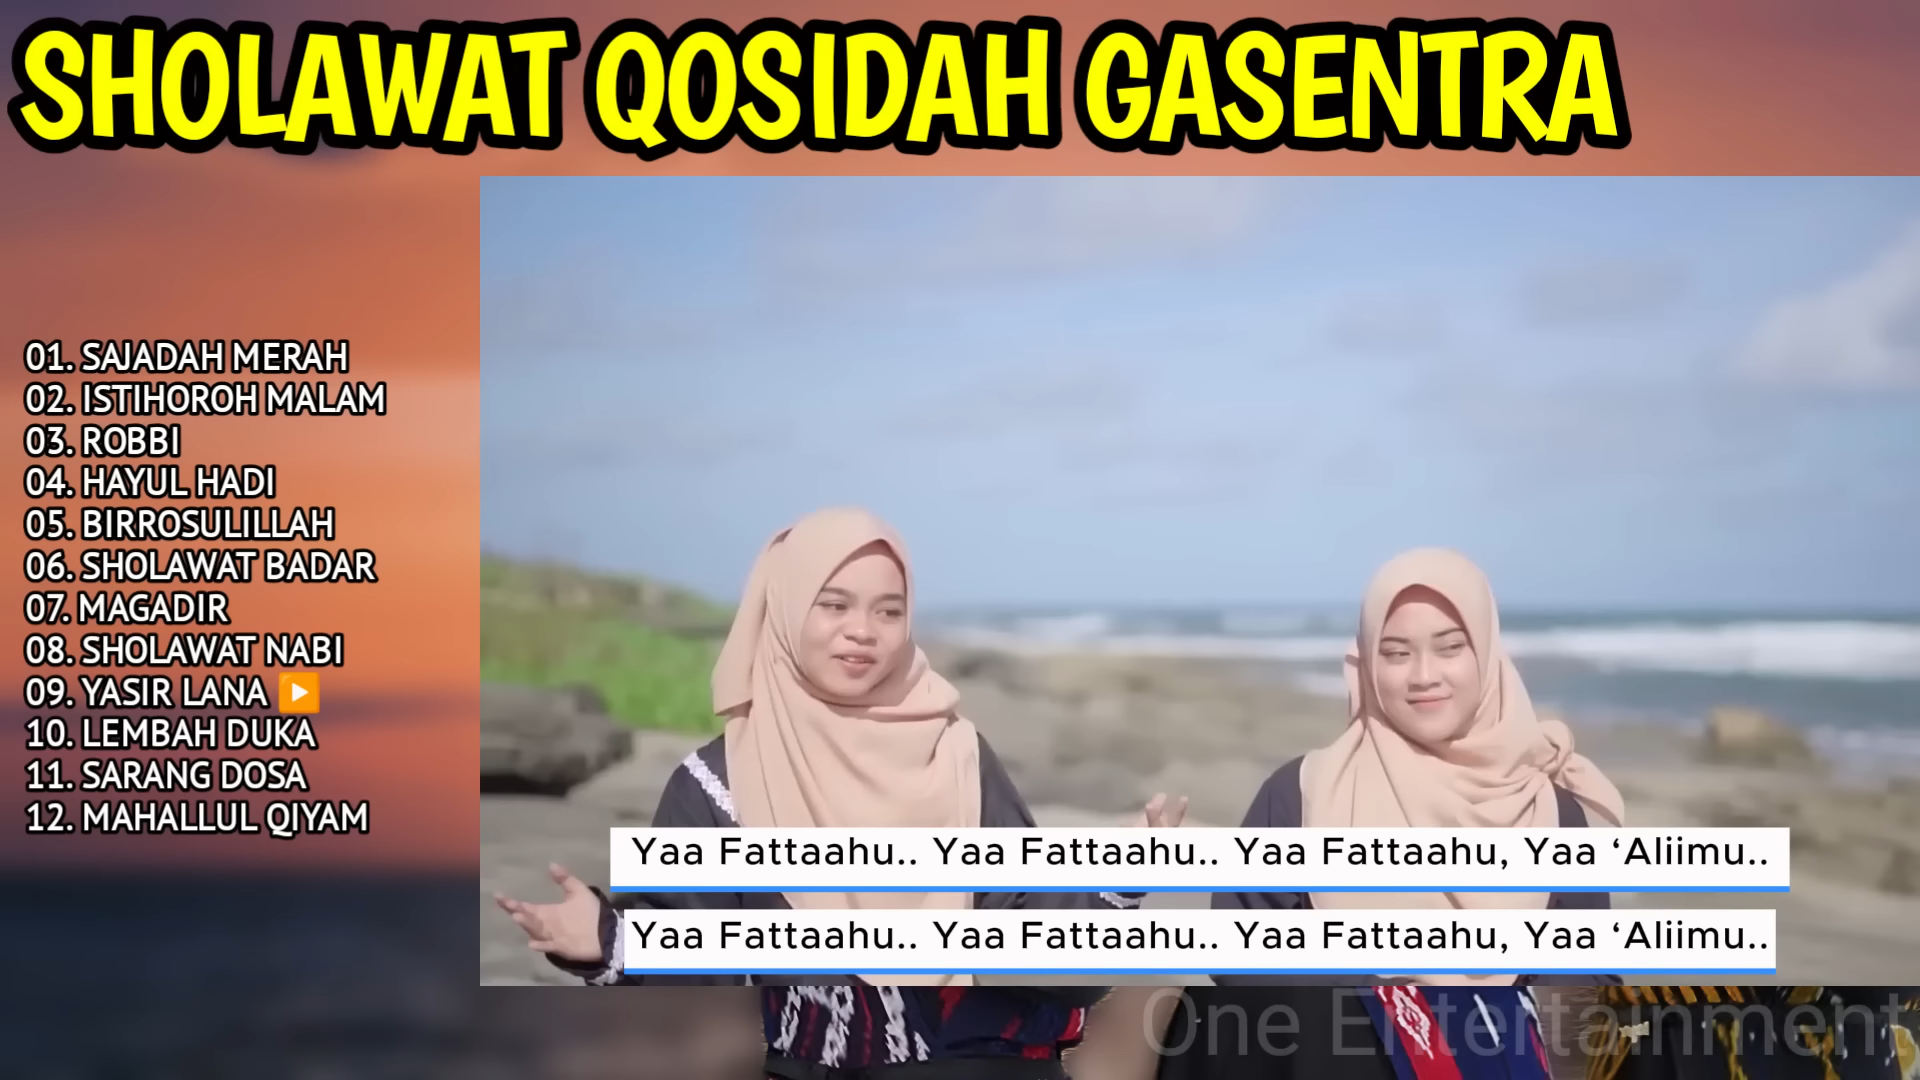 SHOLAWAT QOSIDAH GASENTRA
01. SAJADAH MERAH
02. ISTIHOROH MALAM
03. ROBBI
04. HAYUL HADI
05. BIRROSULILLAH
06. SHOLAWAT BADAR
07. MAGADIR
08. SHOLAWAT NABI
09. YASIR LANA
10. LEMBAH DUKA
11. SARANG DOSA
12. MAHALLUL QIYAM
Yaa Fattaahu.. Yaa Fattaahu.. Yaa Fattaahu, Yaa ‘Aliimu..
Yaa Fattaahu.. Yaa Fattaahu.. Yaa Fattaahu, Yaa ‘Aliimu..
One Entertainment